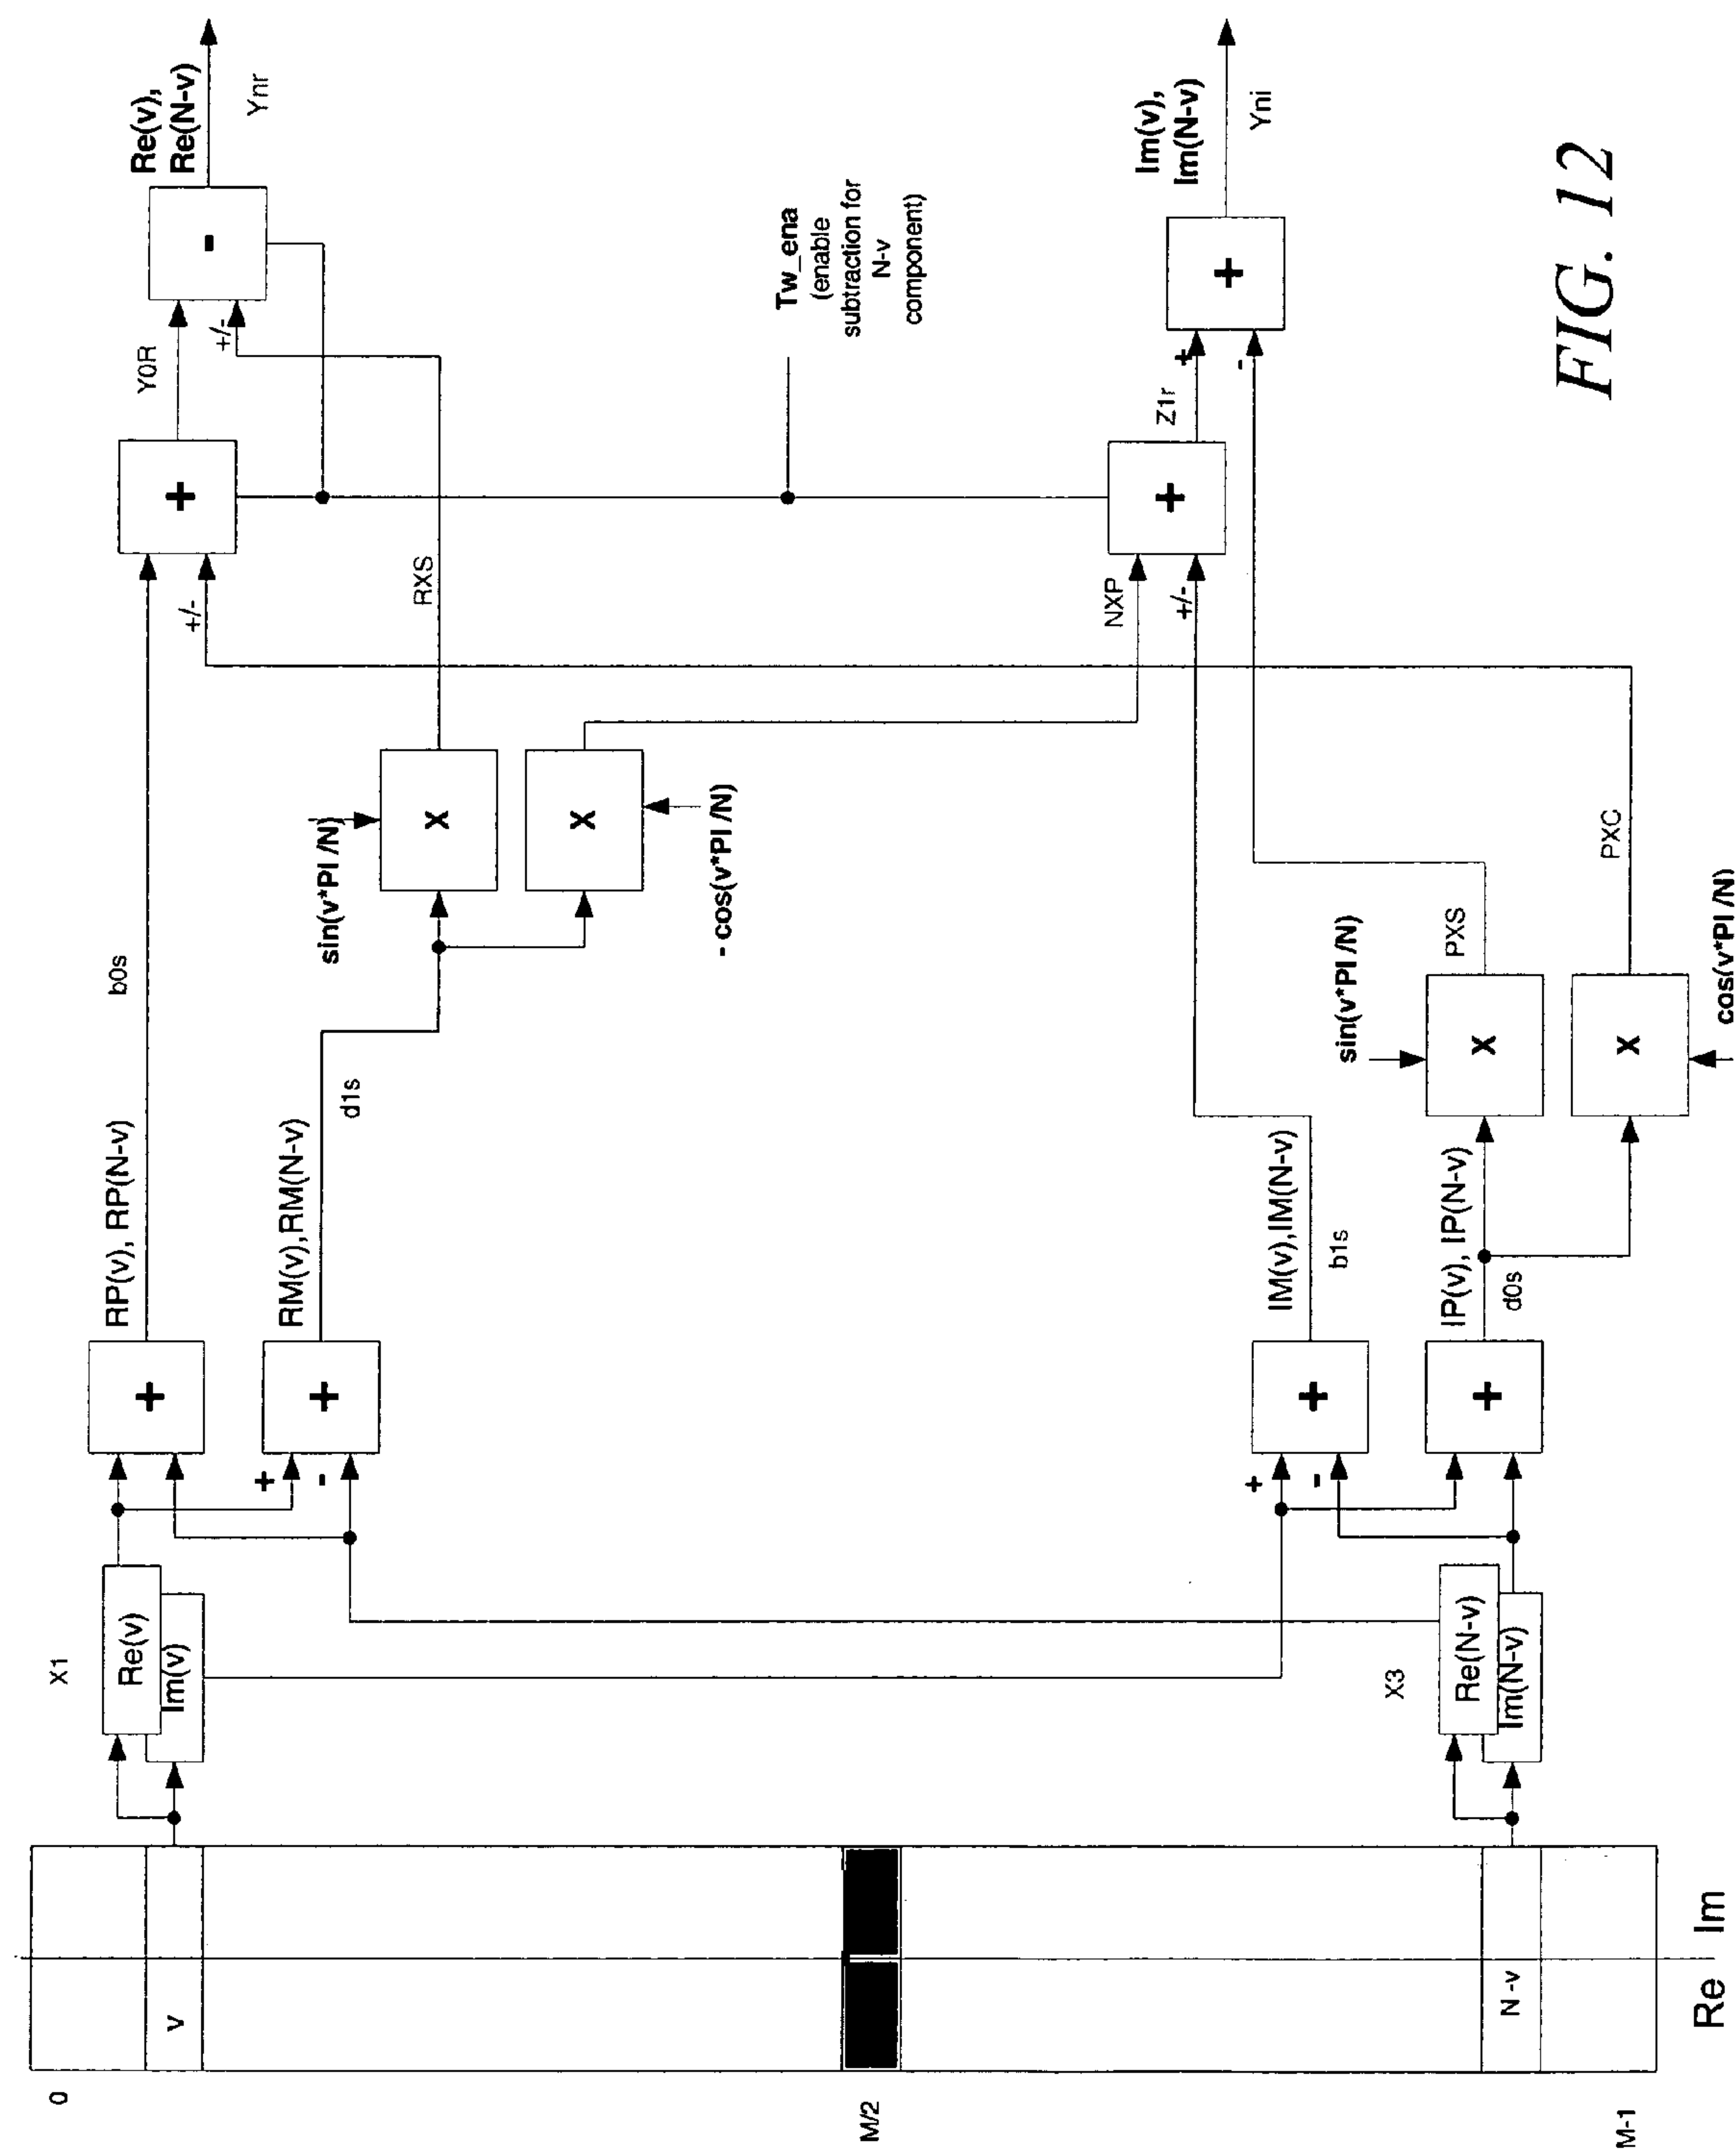 0
M/2
M-1
v
N-v
Re Im
X1
Re(v)
Im(v)
X3
Re(N-v)
Im(N-v)
+
+
-
+
+
-
+
+
RP(v), RP(N-v)
b0s
RM(v),RM(N-v)
d1s
IM(v),IM(N-v)
b1s
IP(v), IP(N-v)
d0s
sin(v*PI /N)
X
X
- cos(v*PI /N)
sin(v*PI /N)
X
X
cos(v*PI /N)
RXS
NXP
PXS
PXC
+/-
+
Y0R
+/-
-
Re(v),
Re(N-v)
Ynr
Tw_ena
(enable
subtraction for
N-v
component)
+/-
+
Z1r
+
-
+
Im(v),
Im(N-v)
Yni
FIG. 12